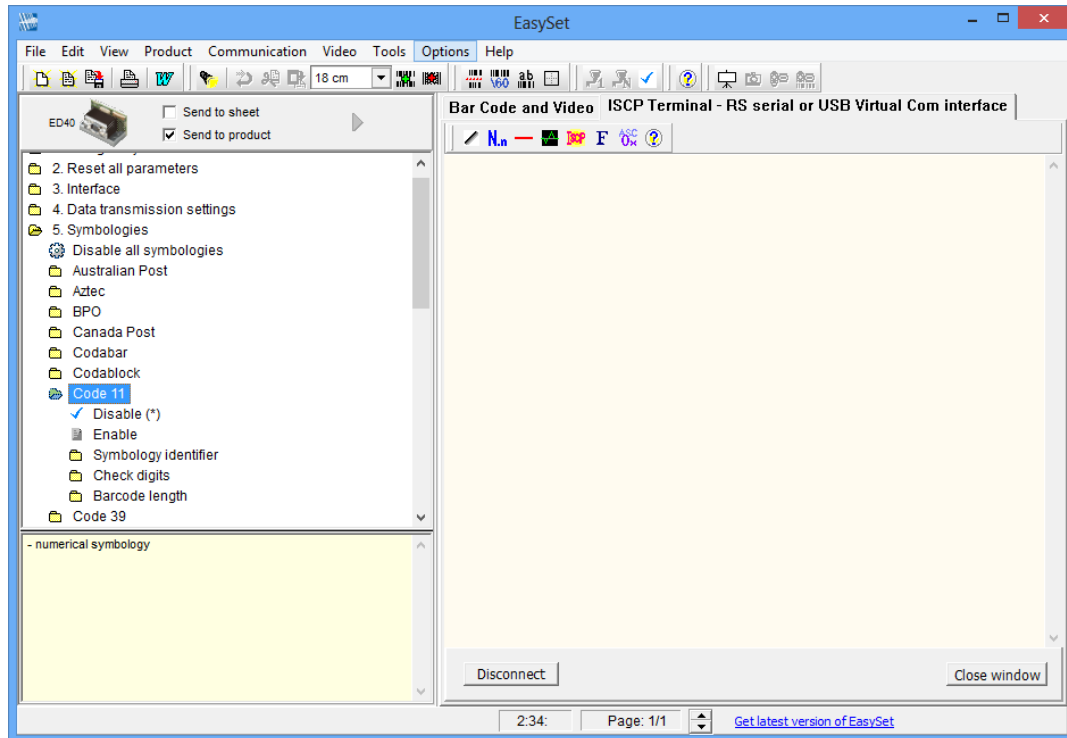 EasySet
File Edit View Product Communication Video Tools Options Help
18 cm
ED40
Send to sheet
Send to product
2. Reset all parameters
3. Interface
4. Data transmission settings
5. Symbologies
Disable all symbologies
Australian Post
Aztec
BPO
Canada Post
Codabar
Codablock
Code 11
Disable (*)
Enable
Symbology identifier
Check digits
Barcode length
Code 39
- numerical symbology
Bar Code and Video ISCP Terminal - RS serial or USB Virtual Com interface
N.n F
Disconnect Close window
2:34: Page: 1/1 Get latest version of EasySet